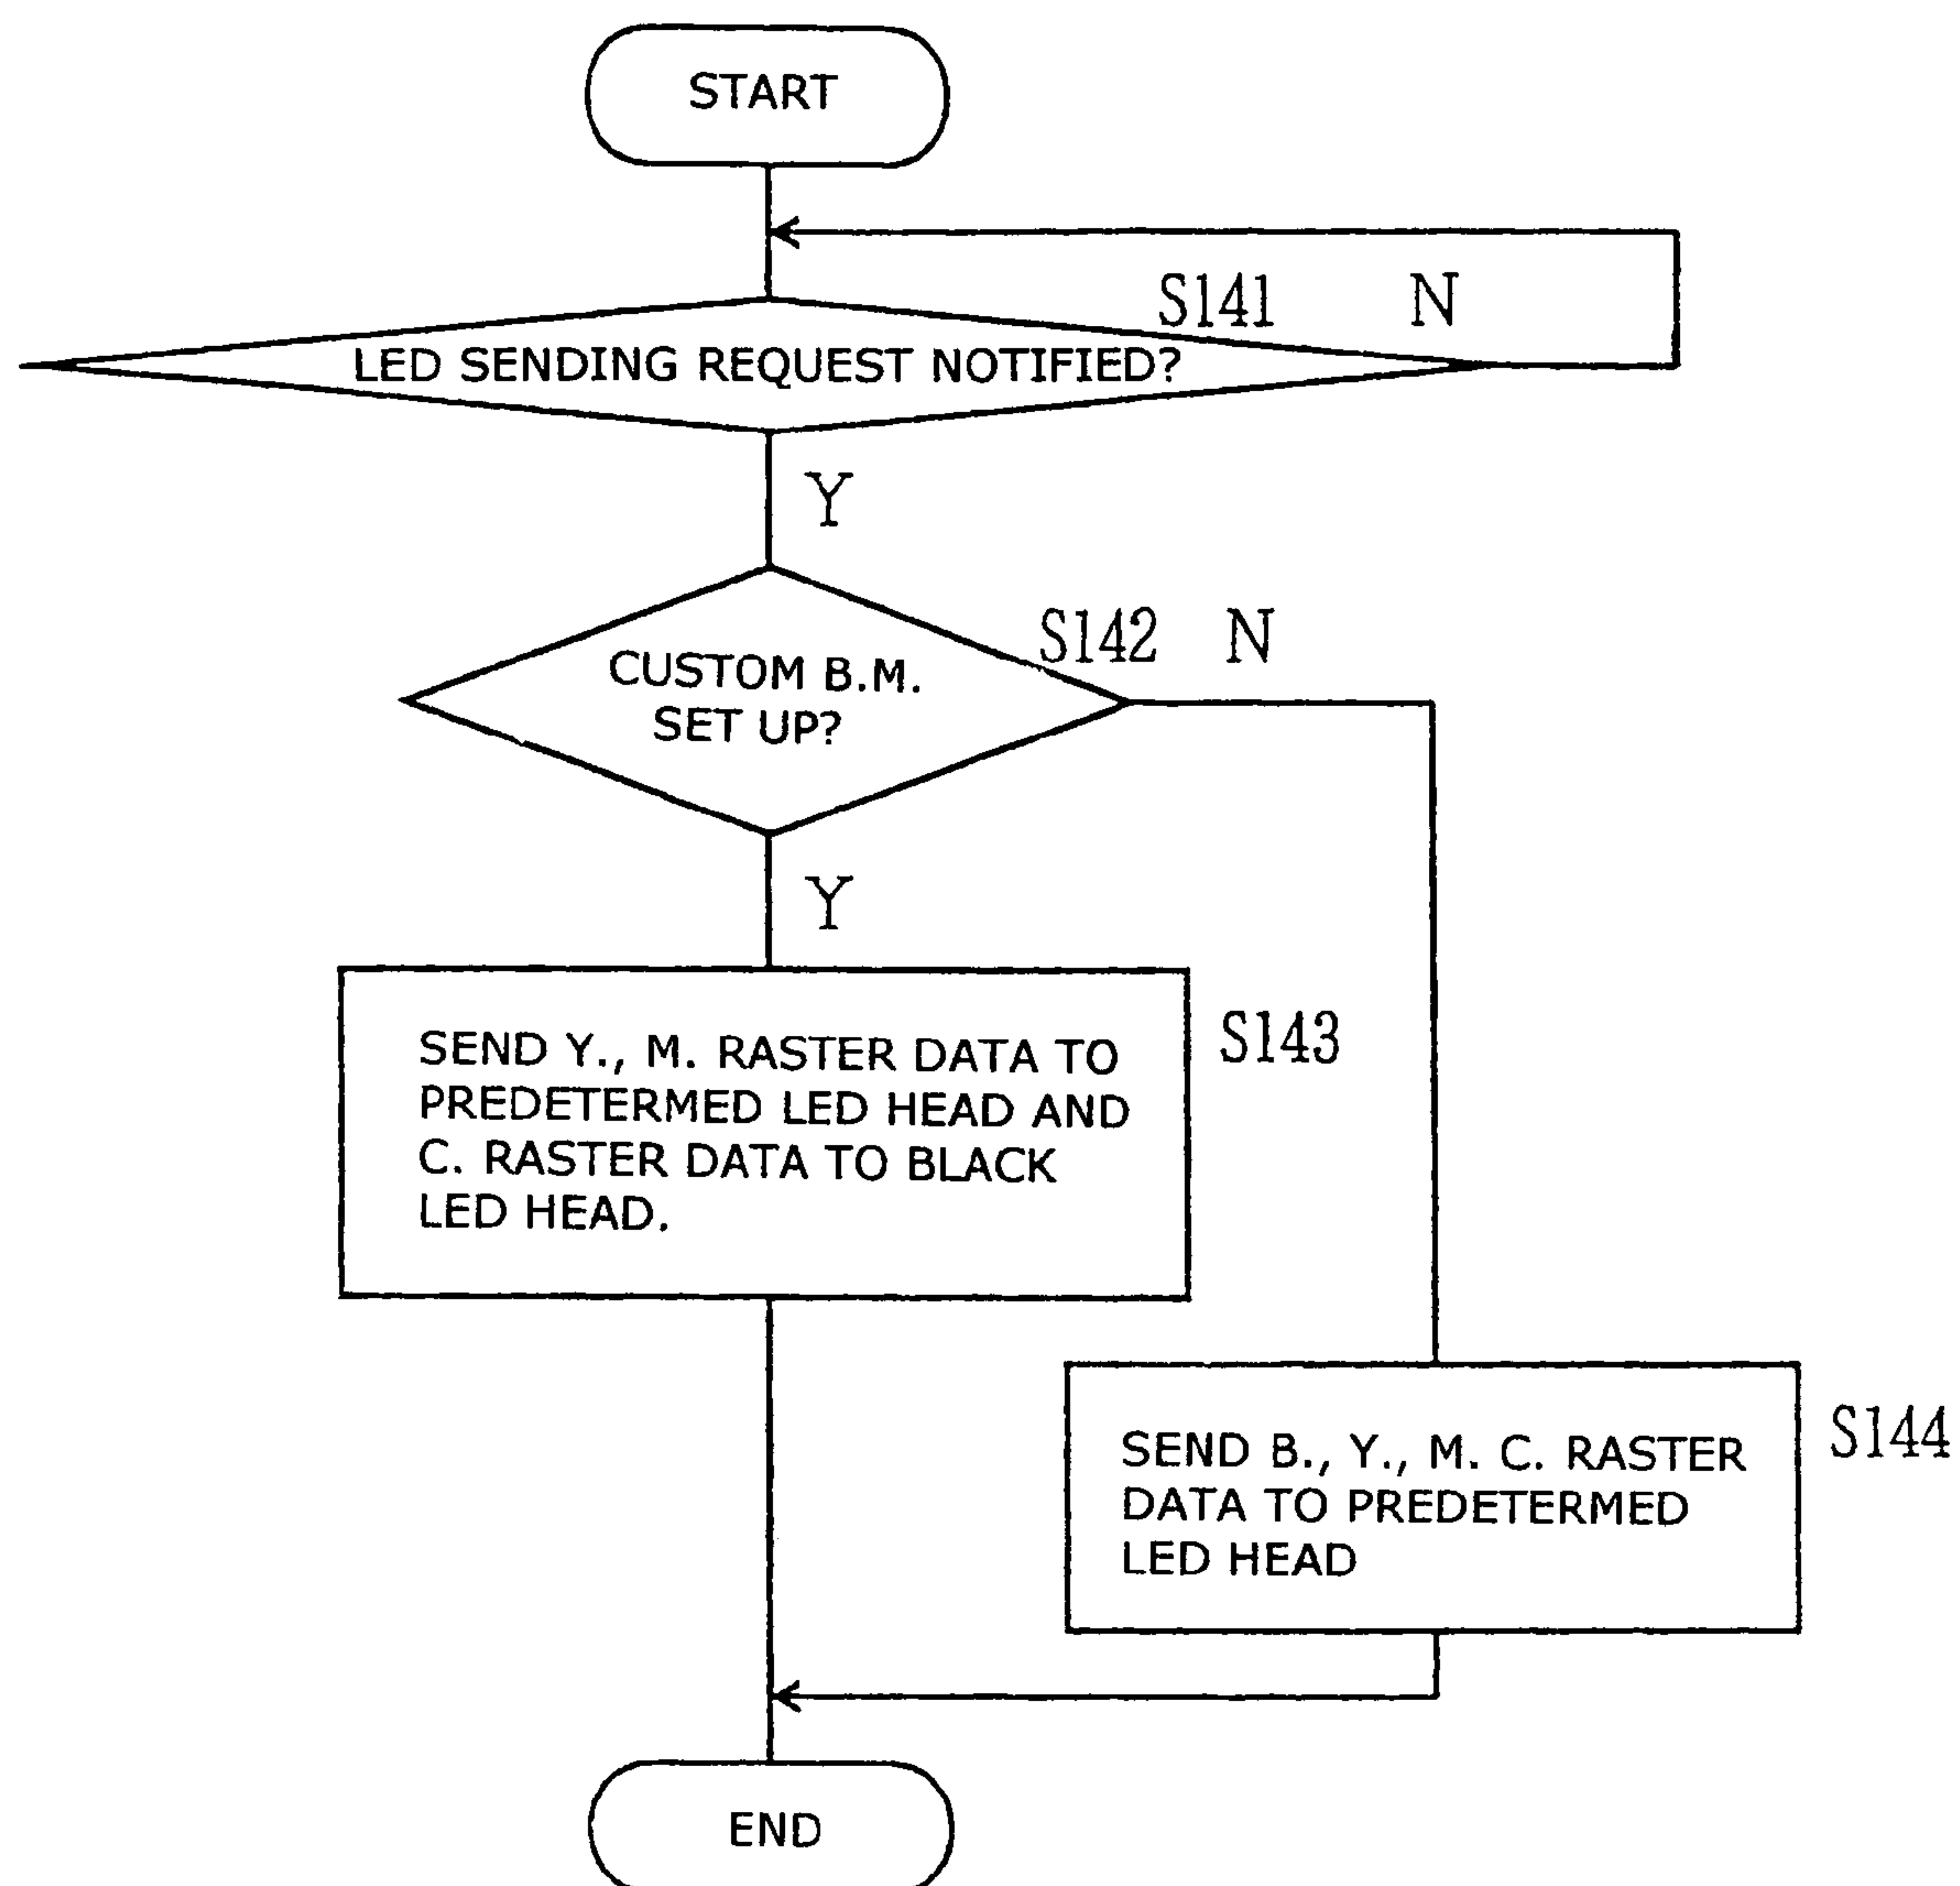 START
S141 N
LED SENDING REQUEST NOTIFIED?
Y
S142 N
CUSTOM B.M.
SET UP?
Y
S143
SEND Y., M. RASTER DATA TO
PREDETERMED LED HEAD AND
C. RASTER DATA TO BLACK
LED HEAD.
S144
SEND B., Y., M. C. RASTER
DATA TO PREDETERMED
LED HEAD
END